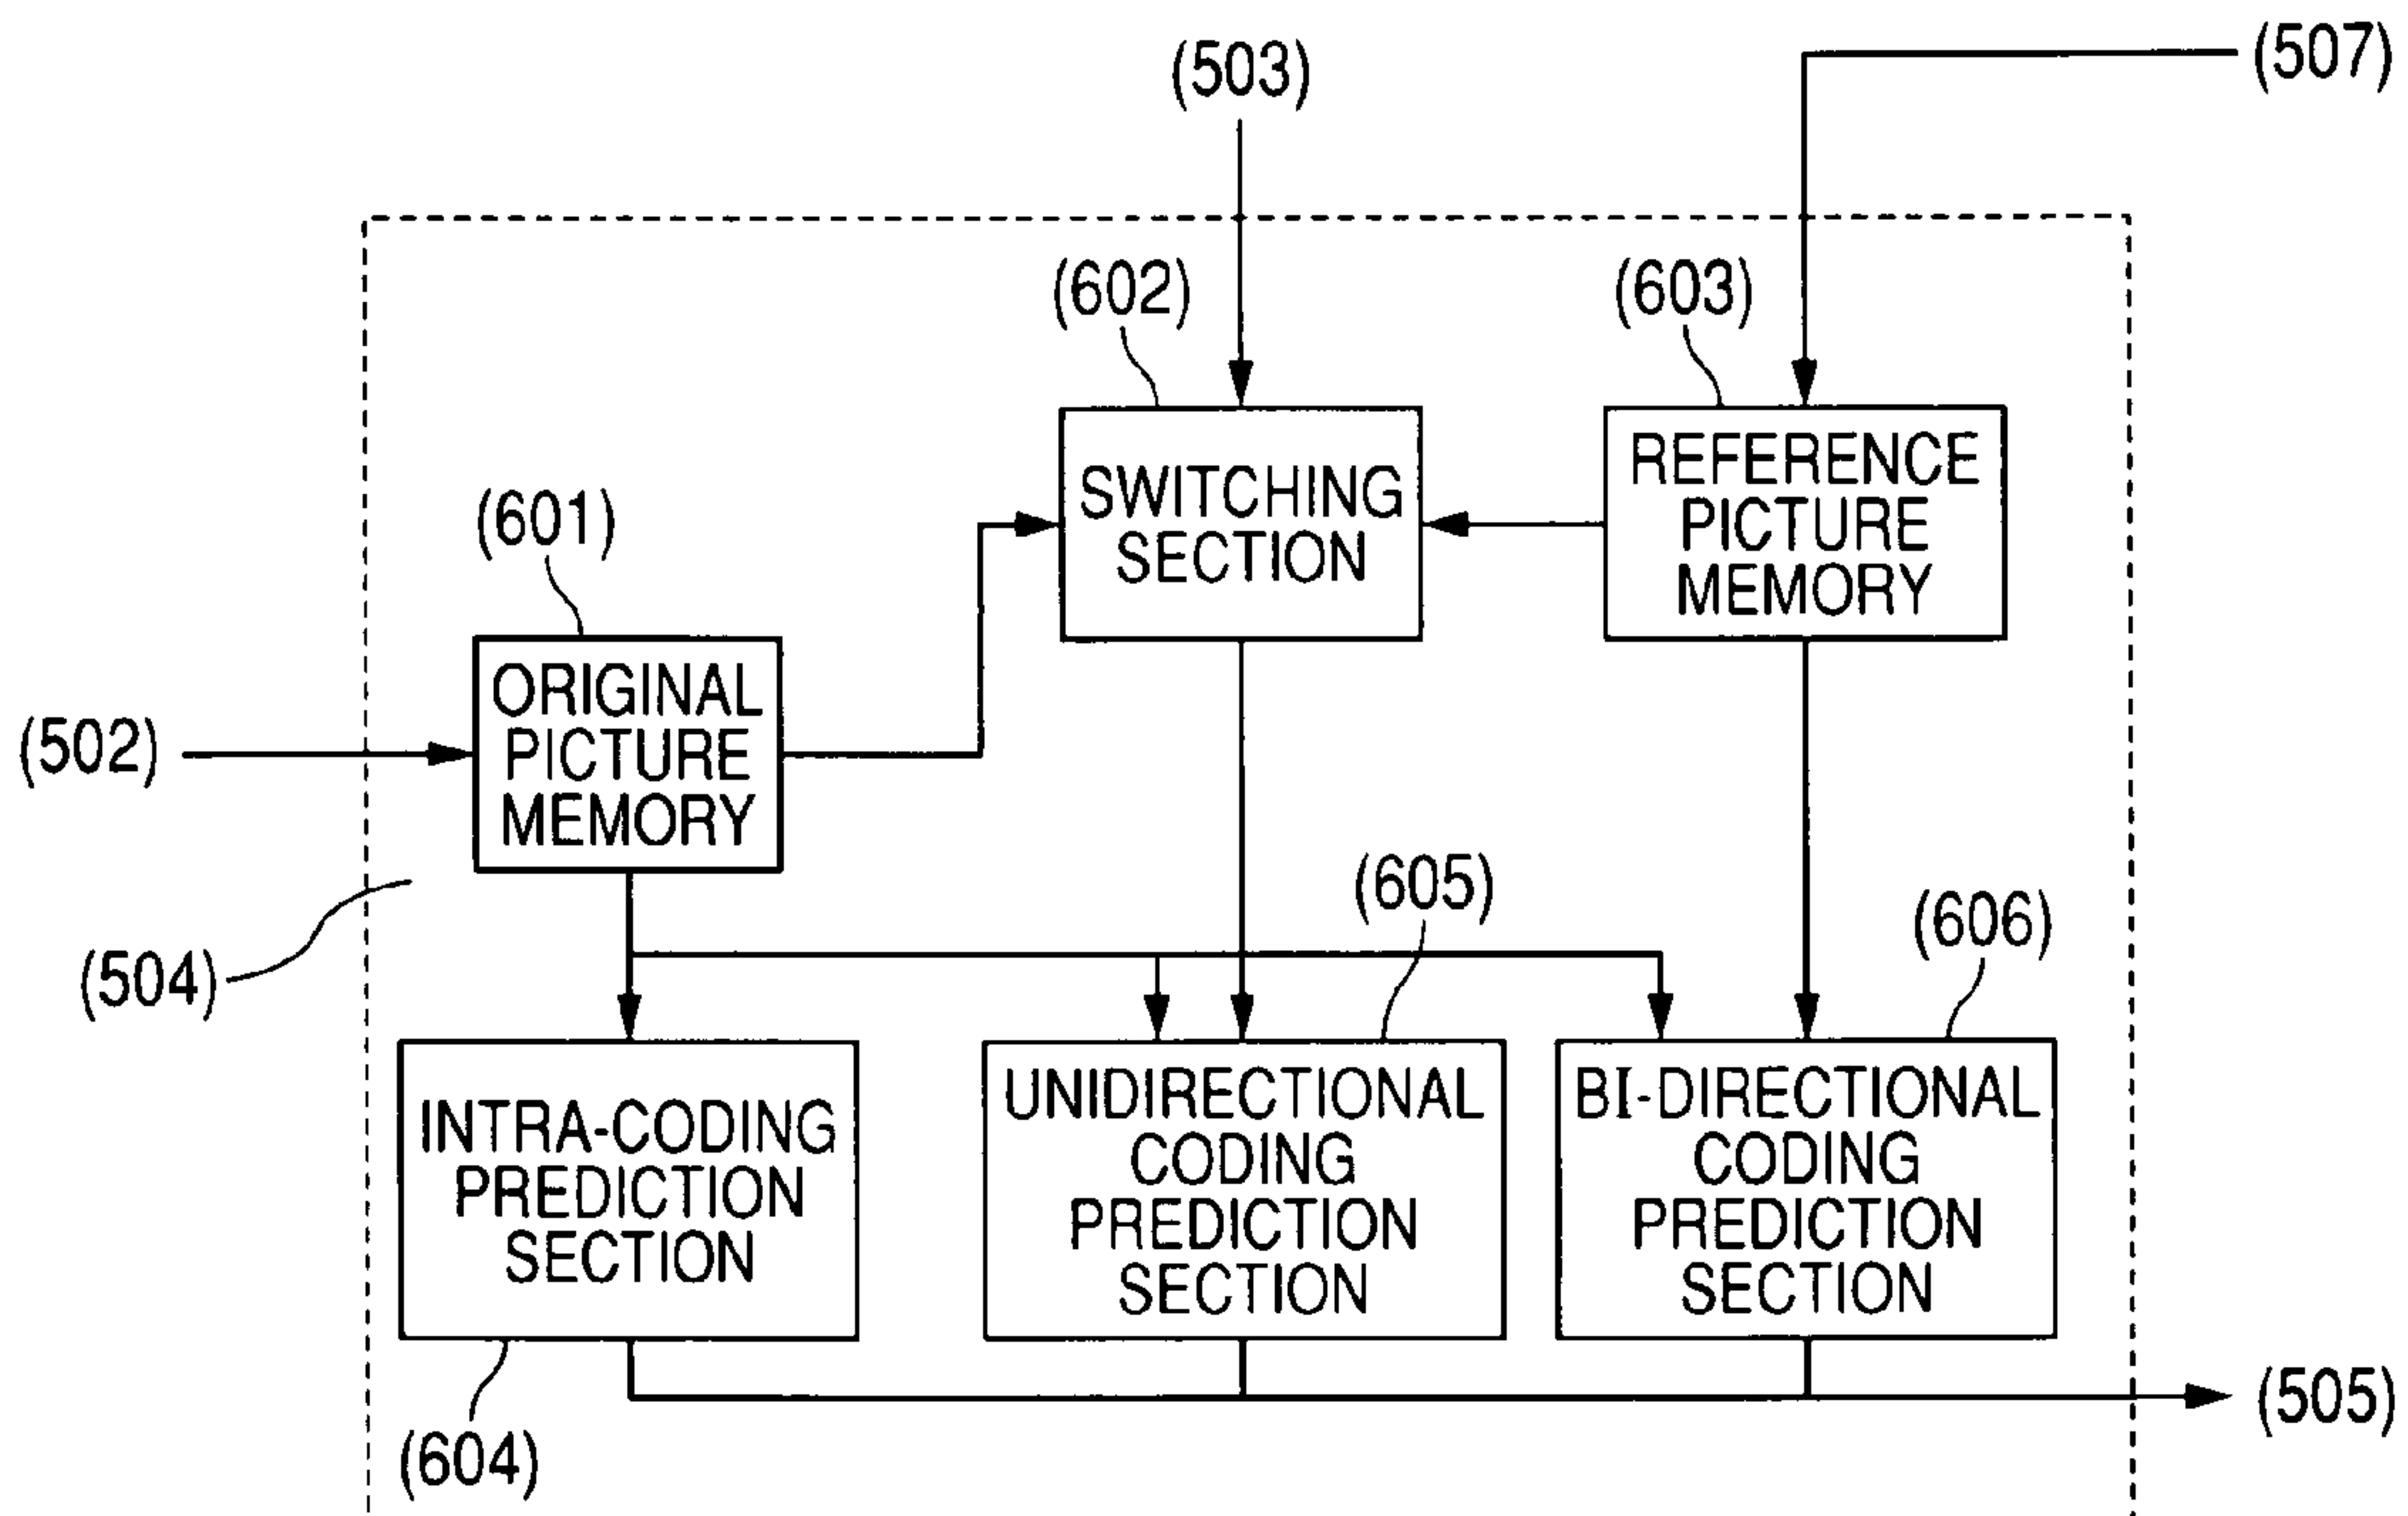 (507)
(503)
(602)
(603)
SWITCHING
SECTION
REFERENCE
PICTURE
MEMORY
(601)
ORIGINAL
PICTURE
MEMORY
(502)
(504)
(605)
(606)
INTRA-CODING
PREDICTION
SECTION
UNIDIRECTIONAL
CODING
PREDICTION
SECTION
BI-DIRECTIONAL
CODING
PREDICTION
SECTION
(505)
(604)